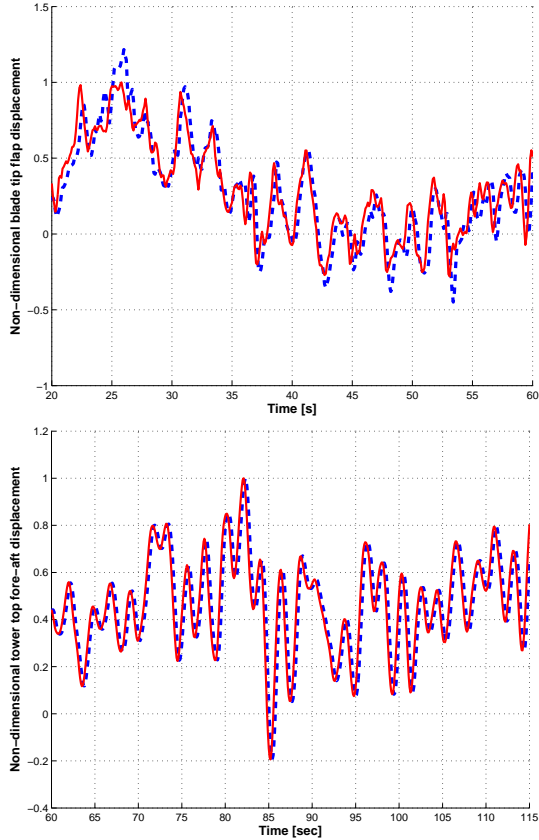 1.5
1
0.5
0
−0.5
−1
Non−dimensional blade tip flap displacement
20 25 30 35 40 45 50 55 60
Time [s]
1.2
1
0.8
0.6
0.4
0.2
0
−0.2
−0.4
Non−dimensional tower top fore−aft displacement
60 65 70 75 80 85 90 95 100 105 110 115
Time [sec]